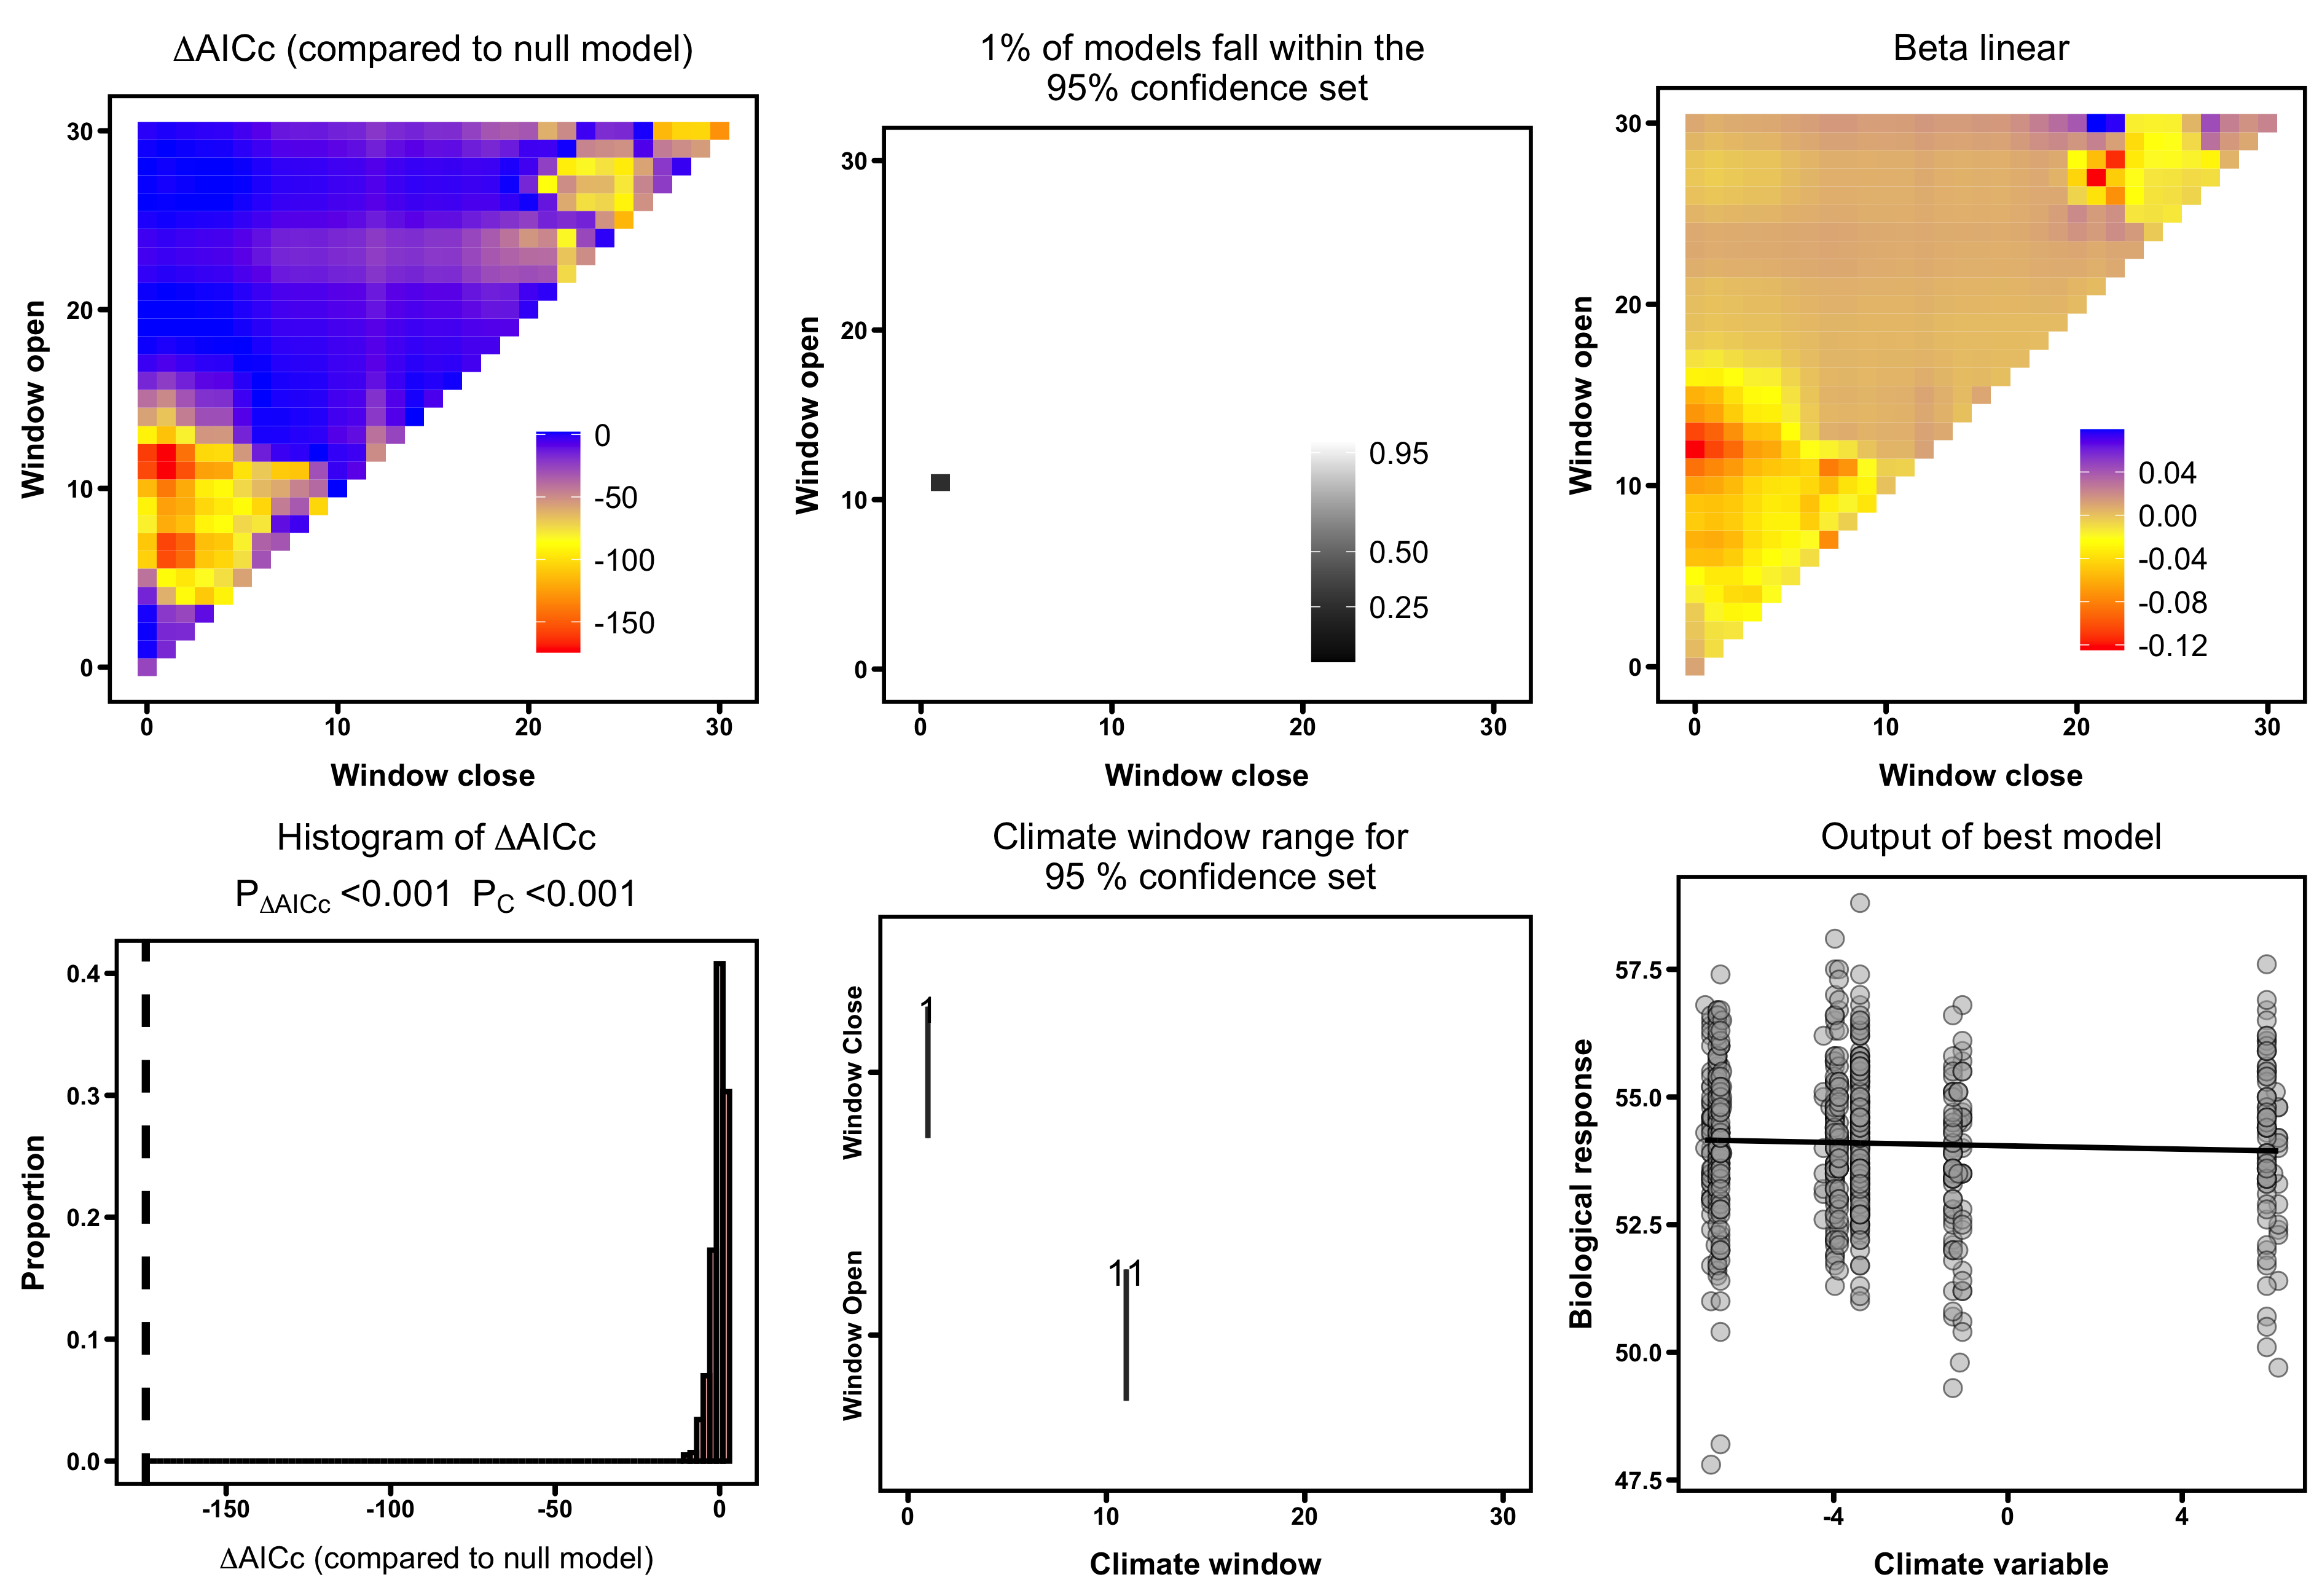 ΔAICc (compared to null model)
30
20
10
0
Window open
0
-50
-100
-150
0 10 20 30
Window close
1% of models fall within the
95% confidence set
30
20
10
0
Window open
0.95
0.50
0.25
0 10 20 30
Window close
Beta linear
30
20
10
0
Window open
0.04
0.00
-0.04
-0.08
-0.12
0 10 20 30
Window close
Histogram of ΔAICc
PΔAICc <0.001 PC <0.001
0.4
0.3
0.2
0.1
0.0
Proportion
-150 -100 -50 0
ΔAICc (compared to null model)
Climate window range for
95 % confidence set
Window Close
Window Open
1
11
0 10 20 30
Climate window
Output of best model
57.5
55.0
52.5
50.0
47.5
Biological response
-4 0 4
Climate variable